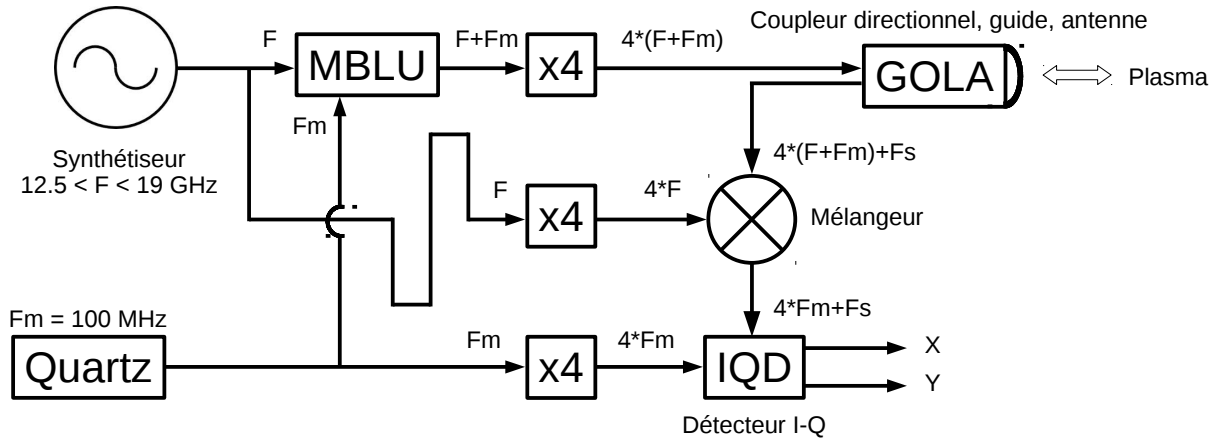 Coupleur directionnel, guide, antenne
F
MBLU
F+Fm
x4
4*(F+Fm)
GOLA
Plasma
Fm
Synthétiseur
12.5 < F < 19 GHz
4*(F+Fm)+Fs
F
x4
4*F
Mélangeur
4*Fm+Fs
Fm = 100 MHz
Quartz
Fm
x4
4*Fm
IQD
X
Y
Détecteur I-Q